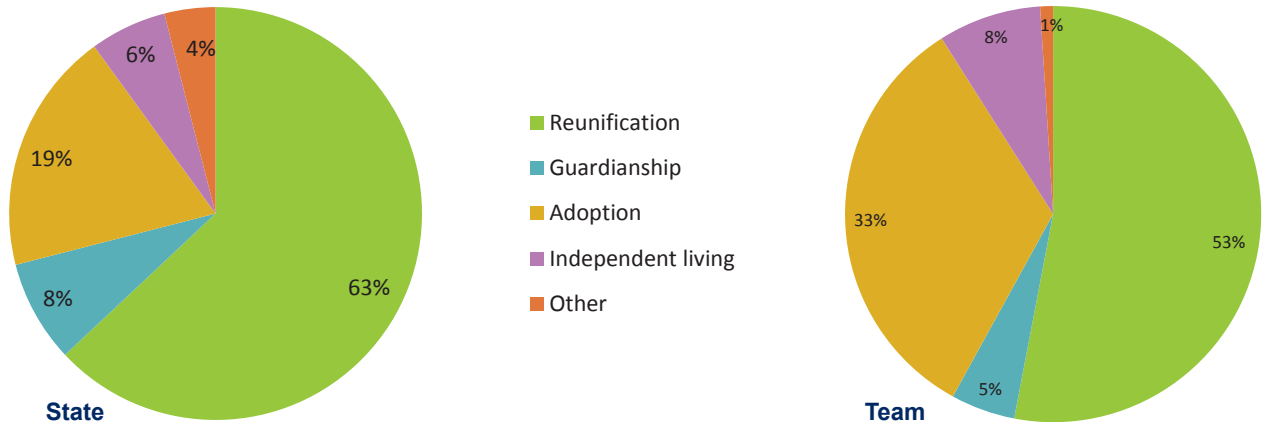 6%
4%
19%
8%
63%
State
Reunification
Guardianship
Adoption
Independent living
Other
8%
1%
33%
53%
5%
Team